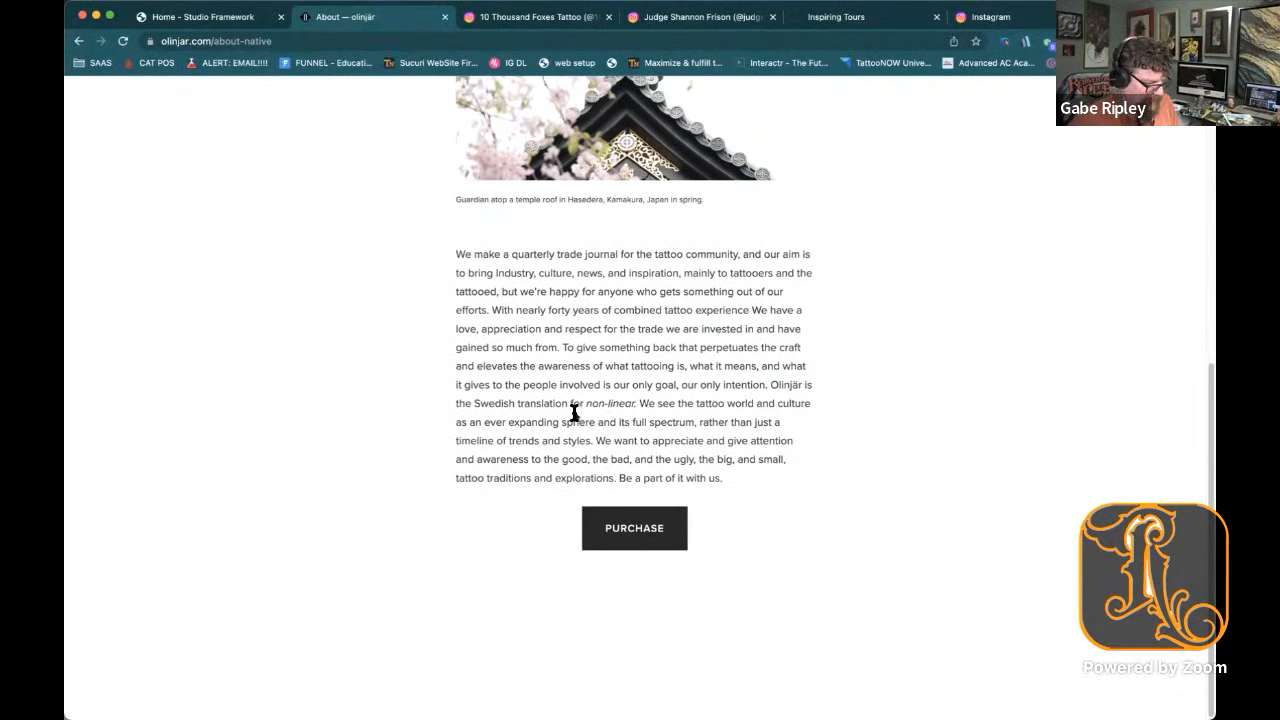 Home - Studio Framework
About — olinjär
10 Thousand Foxes Tattoo (@1
Judge Shannon Frison (@judg
Inspiring Tours
Instagram
olinjar.com/about-native
SAAS
CAT POS
ALERT: EMAIL!!!!
FUNNEL - Educati...
Sucuri WebSite Fir...
IG DL
web setup
Maximize & fulfill t...
Interactr - The Fut...
TattooNOW Unive...
Advanced AC Aca...
Gabe Ripley
Guardian atop a temple roof in Hasedera, Kamakura, Japan in spring.
We make a quarterly trade journal for the tattoo community, and our aim is
to bring Industry, culture, news, and inspiration, mainly to tattooers and the
tattooed, but we're happy for anyone who gets something out of our
efforts. With nearly forty years of combined tattoo experience We have a
love, appreciation and respect for the trade we are invested in and have
gained so much from. To give something back that perpetuates the craft
and elevates the awareness of what tattooing is, what it means, and what
it gives to the people involved is our only goal, our only intention. Olinjär is
the Swedish translation for non-linear. We see the tattoo world and culture
as an ever expanding sphere and its full spectrum, rather than just a
timeline of trends and styles. We want to appreciate and give attention
and awareness to the good, the bad, and the ugly, the big, and small,
tattoo traditions and explorations. Be a part of it with us.
PURCHASE
Powered by Zoom